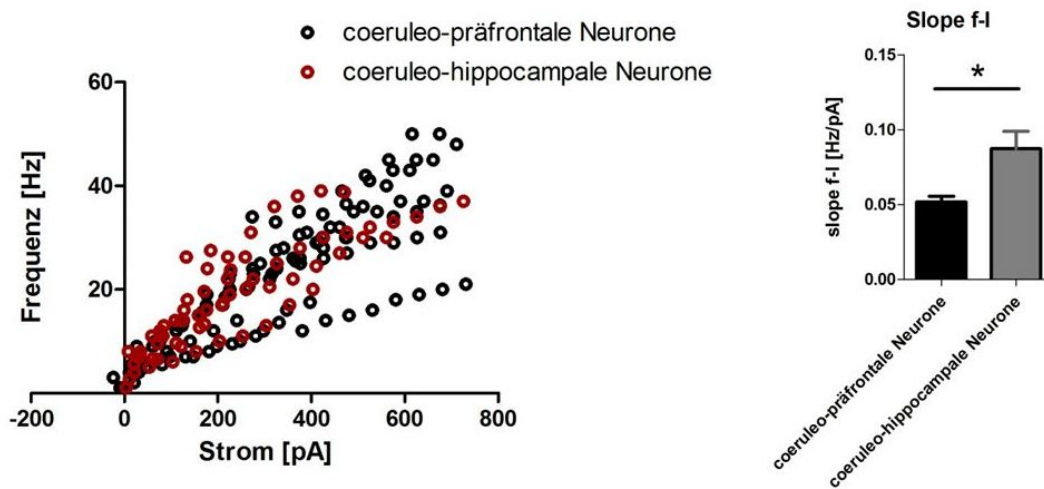 coeruleo-präfrontale Neurone
coeruleo-hippocampale Neurone
60
40
20
Frequenz [Hz]
-200 0 200 400 600 800
Strom [pA]
Slope f-I
*
0.15
0.10
0.05
0.00
slope f-I [Hz/pA]
coeruleo-präfrontale Neurone
coeruleo-hippocampale Neurone